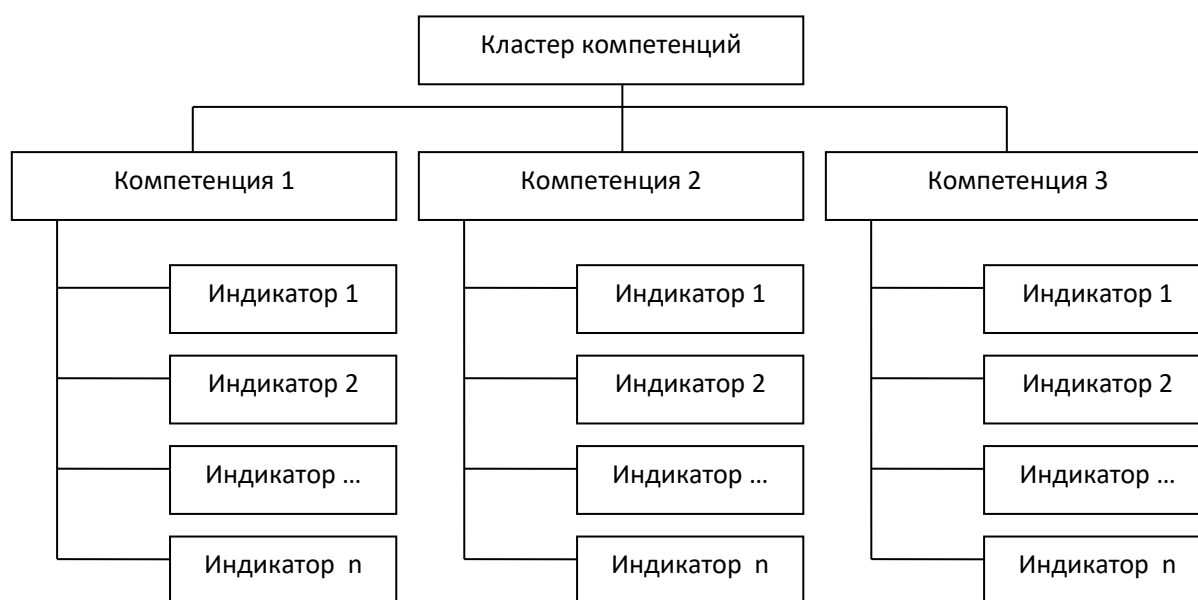 Кластер компетенций
Компетенция 1
Компетенция 2
Компетенция 3
Индикатор 1
Индикатор 1
Индикатор 1
Индикатор 2
Индикатор 2
Индикатор 2
Индикатор ...
Индикатор ...
Индикатор ...
Индикатор n
Индикатор n
Индикатор n